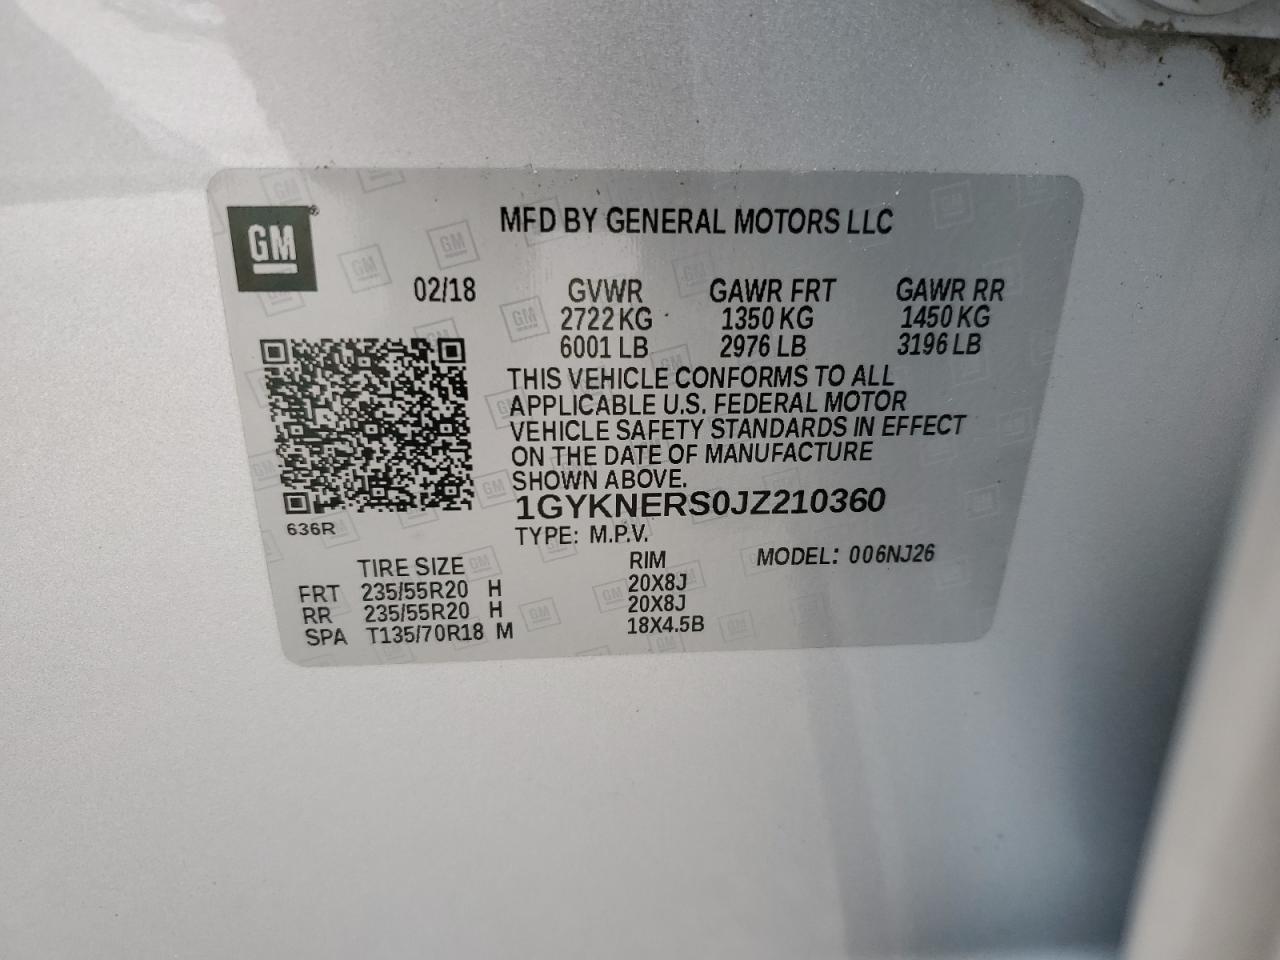 GM®
MFD BY GENERAL MOTORS LLC
02/18 GVWR GAWR FRT GAWR RR
2722 KG 1350 KG 1450 KG
6001 LB 2976 LB 3196 LB
THIS VEHICLE CONFORMS TO ALL
APPLICABLE U.S. FEDERAL MOTOR
VEHICLE SAFETY STANDARDS IN EFFECT
ON THE DATE OF MANUFACTURE
SHOWN ABOVE.
1GYKNERS0JZ210360
636R
TYPE: M.P.V. MODEL: 006NJ26
TIRE SIZE RIM
FRT 235/55R20 H 20X8J
RR 235/55R20 H 20X8J
SPA T135/70R18 M 18X4.5B